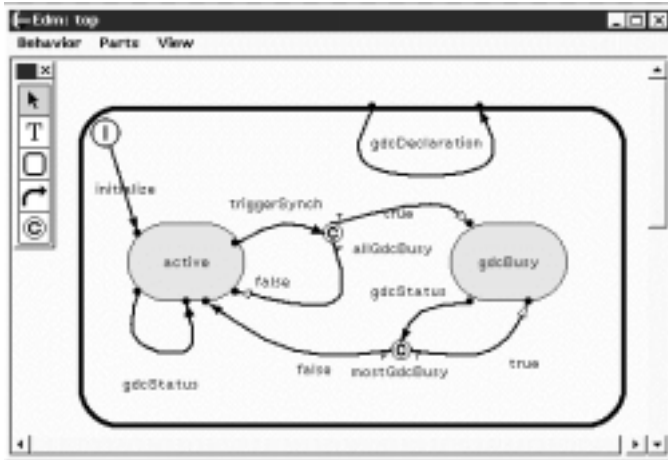 Edm: top
Behavior Parts View
T
C
I
gdcDeclaration
initialize
triggerSynch
T
true
C
allGdcBusy
active
gdcBusy
false
gdcStatus
C
F T
false
mostGdcBusy
true
gdcStatus